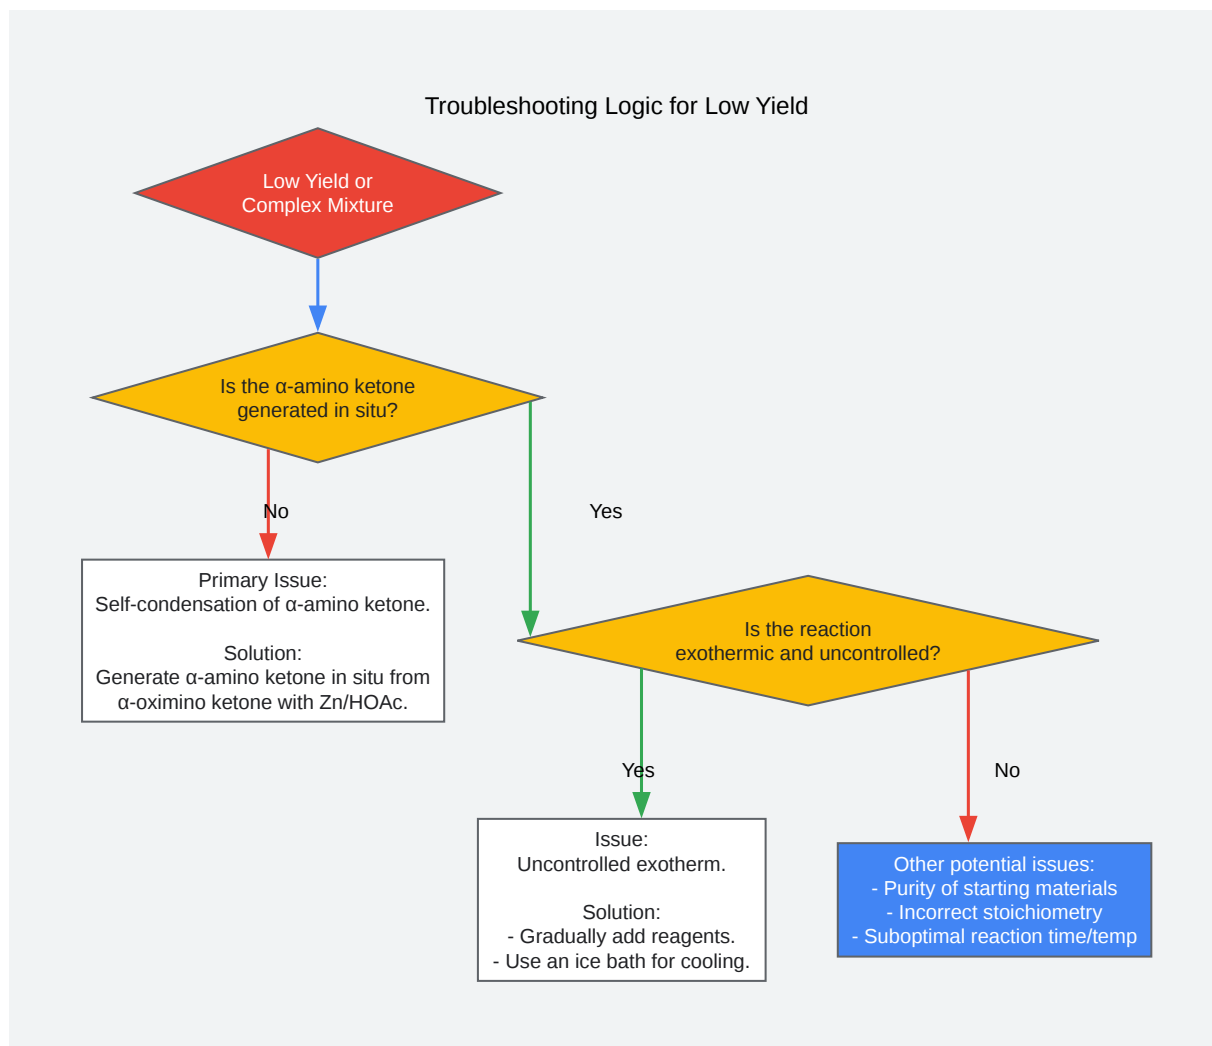 Troubleshooting Logic for Low Yield
Low Yield or
Complex Mixture
Is the α-amino ketone
generated in situ?
No
Yes
Primary Issue:
Self-condensation of α-amino ketone.
Solution:
Generate α-amino ketone in situ from
α-oximino ketone with Zn/HOAc.
Is the reaction
exothermic and uncontrolled?
Yes
No
Issue:
Uncontrolled exotherm.
Solution:
- Gradually add reagents.
- Use an ice bath for cooling.
Other potential issues:
- Purity of starting materials
- Incorrect stoichiometry
- Suboptimal reaction time/temp